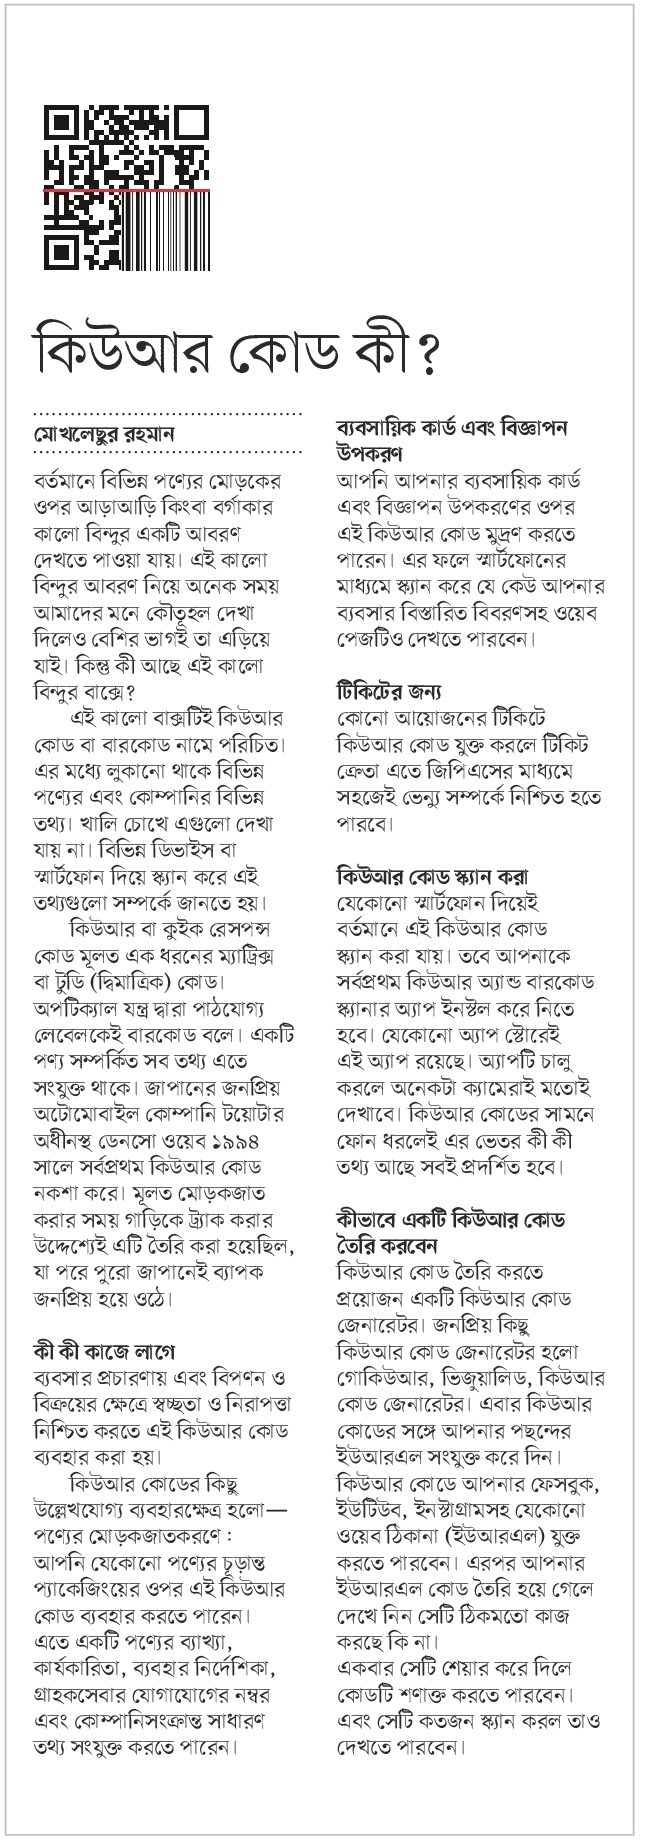 কিউআর কোড কী?
মোখলেছুর রহমান
বর্তমানে বিভিন্ন পণ্যের মোড়কের
ওপর আড়াআড়ি কিংবা বর্গাকার
কালো বিন্দুর একটি আবরণ
দেখতে পাওয়া যায়। এই কালো
বিন্দুর আবরণ নিয়ে অনেক সময়
আমাদের মনে কৌতূহল দেখা
দিলেও বেশির ভাগই তা এড়িয়ে
যাই। কিন্তু কী আছে এই কালো
বিন্দুর বাক্সে?
এই কালো বাক্সটিই কিউআর
কোড বা বারকোড নামে পরিচিত।
এর মধ্যে লুকানো থাকে বিভিন্ন
পণ্যের এবং কোম্পানির বিভিন্ন
তথ্য। খালি চোখে এগুলো দেখা
যায় না। বিভিন্ন ডিভাইস বা
স্মার্টফোন দিয়ে স্ক্যান করে এই
তথ্যগুলো সম্পর্কে জানতে হয়।
কিউআর বা কুইক রেসপন্স
কোড মূলত এক ধরনের ম্যাট্রিক্স
বা টুডি (দ্বিমাত্রিক) কোড।
অপটিক্যাল যন্ত্র দ্বারা পাঠযোগ্য
লেবেলকেই বারকোড বলে। একটি
পণ্য সম্পর্কিত সব তথ্য এতে
সংযুক্ত থাকে। জাপানের জনপ্রিয়
অটোমোবাইল কোম্পানি টয়োটার
অধীনস্থ ডেনসো ওয়েব ১৯৯৪
সালে সর্বপ্রথম কিউআর কোড
নকশা করে। মূলত মোড়কজাত
করার সময় গাড়িকে ট্র্যাক করার
উদ্দেশ্যেই এটি তৈরি করা হয়েছিল,
যা পরে পুরো জাপানেই ব্যাপক
জনপ্রিয় হয়ে ওঠে।
কী কী কাজে লাগে
ব্যবসার প্রচারণায় এবং বিপণন ও
বিক্রয়ের ক্ষেত্রে স্বচ্ছতা ও নিরাপত্তা
নিশ্চিত করতে এই কিউআর কোড
ব্যবহার করা হয়।
কিউআর কোডের কিছু
উল্লেখযোগ্য ব্যবহারক্ষেত্র হলো—
পণ্যের মোড়কজাতকরণে :
আপনি যেকোনো পণ্যের চূড়ান্ত
প্যাকেজিংয়ের ওপর এই কিউআর
কোড ব্যবহার করতে পারেন।
এতে একটি পণ্যের ব্যাখ্যা,
কার্যকারিতা, ব্যবহার নির্দেশিকা,
গ্রাহকসেবার যোগাযোগের নম্বর
এবং কোম্পানিসংক্রান্ত সাধারণ
তথ্য সংযুক্ত করতে পারেন।
ব্যবসায়িক কার্ড এবং বিজ্ঞাপন
উপকরণ
আপনি আপনার ব্যবসায়িক কার্ড
এবং বিজ্ঞাপন উপকরণের ওপর
এই কিউআর কোড মুদ্রণ করতে
পারেন। এর ফলে স্মার্টফোনের
মাধ্যমে স্ক্যান করে যে কেউ আপনার
ব্যবসার বিস্তারিত বিবরণসহ ওয়েব
পেজটিও দেখতে পারবেন।
টিকিটের জন্য
কোনো আয়োজনের টিকিটে
কিউআর কোড যুক্ত করলে টিকিট
ক্রেতা এতে জিপিএসের মাধ্যমে
সহজেই ভেন্যু সম্পর্কে নিশ্চিত হতে
পারবে।
কিউআর কোড স্ক্যান করা
যেকোনো স্মার্টফোন দিয়েই
বর্তমানে এই কিউআর কোড
স্ক্যান করা যায়। তবে আপনাকে
সর্বপ্রথম কিউআর অ্যান্ড বারকোড
স্ক্যানার অ্যাপ ইনস্টল করে নিতে
হবে। যেকোনো অ্যাপ স্টোরেই
এই অ্যাপ রয়েছে। অ্যাপটি চালু
করলে অনেকটা ক্যামেরাই মতোই
দেখাবে। কিউআর কোডের সামনে
ফোন ধরলেই এর ভেতর কী কী
তথ্য আছে সবই প্রদর্শিত হবে।
কীভাবে একটি কিউআর কোড
তৈরি করবেন
কিউআর কোড তৈরি করতে
প্রয়োজন একটি কিউআর কোড
জেনারেটর। জনপ্রিয় কিছু
কিউআর কোড জেনারেটর হলো
গোকিউআর, ভিজুয়ালিড, কিউআর
কোড জেনারেটর। এবার কিউআর
কোডের সঙ্গে আপনার পছন্দের
ইউআরএল সংযুক্ত করে দিন।
কিউআর কোডে আপনার ফেসবুক,
ইউটিউব, ইনস্টাগ্রামসহ যেকোনো
ওয়েব ঠিকানা (ইউআরএল) যুক্ত
করতে পারবেন। এরপর আপনার
ইউআরএল কোড তৈরি হয়ে গেলে
দেখে নিন সেটি ঠিকমতো কাজ
করছে কি না।
একবার সেটি শেয়ার করে দিলে
কোডটি শণাক্ত করতে পারবেন।
এবং সেটি কতজন স্ক্যান করল তাও
দেখতে পারবেন।